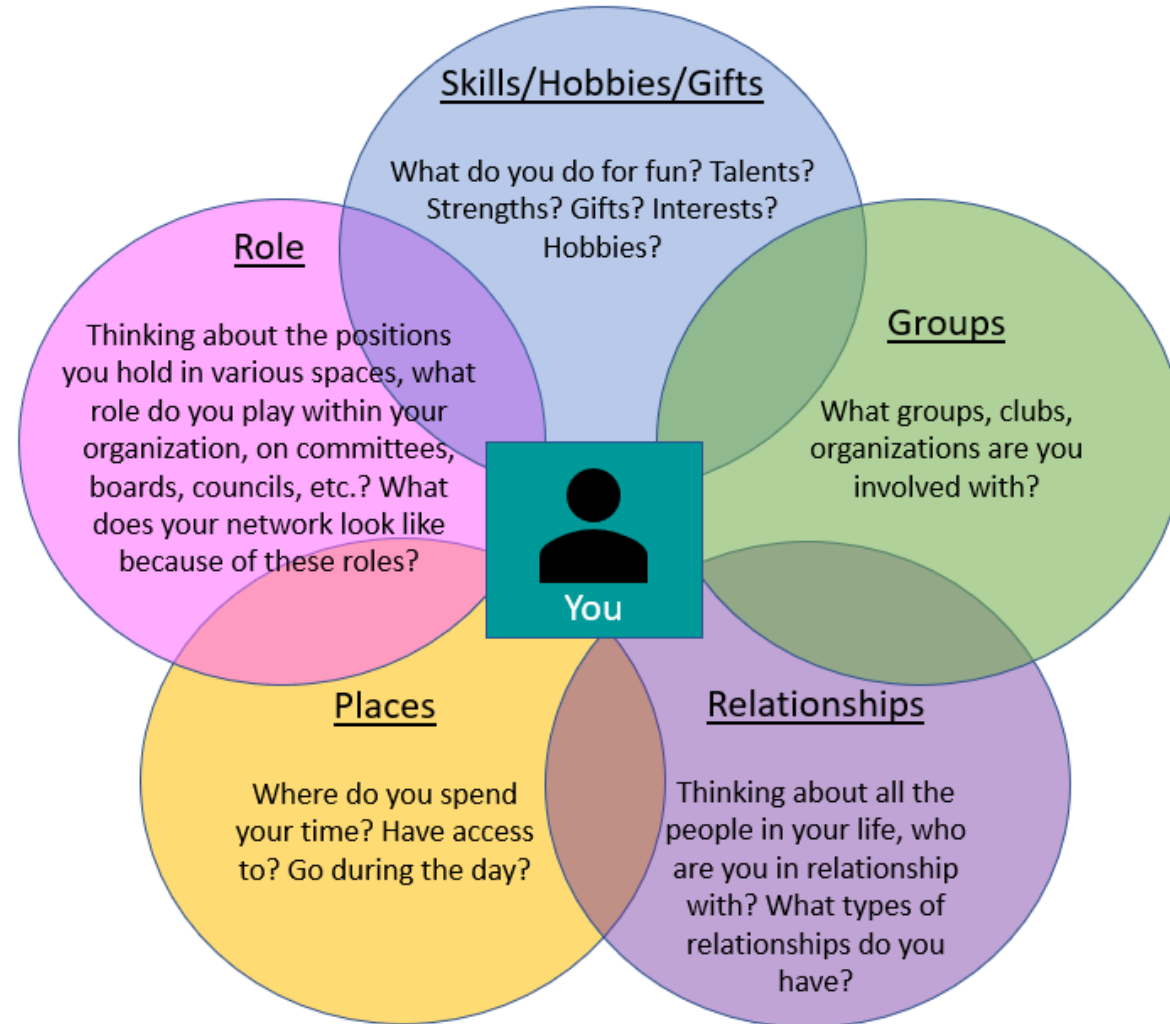 Skills/Hobbies/Gifts
What do you do for fun? Talents?
Strengths? Gifts? Interests?
Hobbies?
Role
Thinking about the positions
you hold in various spaces, what
role do you play within your
organization, on committees,
boards, councils, etc.? What
does your network look like
because of these roles?
Groups
What groups, clubs,
organizations are you
involved with?
You
Places
Where do you spend
your time? Have access
to? Go during the day?
Relationships
Thinking about all the
people in your life, who
are you in relationship
with? What types of
relationships do you
have?